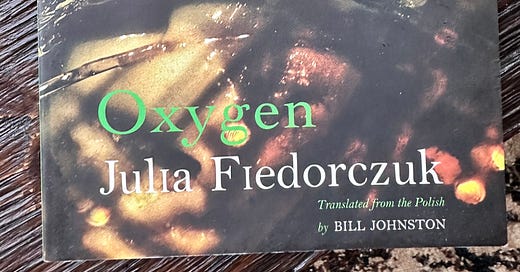 Oxygen
Julia Fiedorczuk
Translated from the Polish
by BILL JOHNSTON